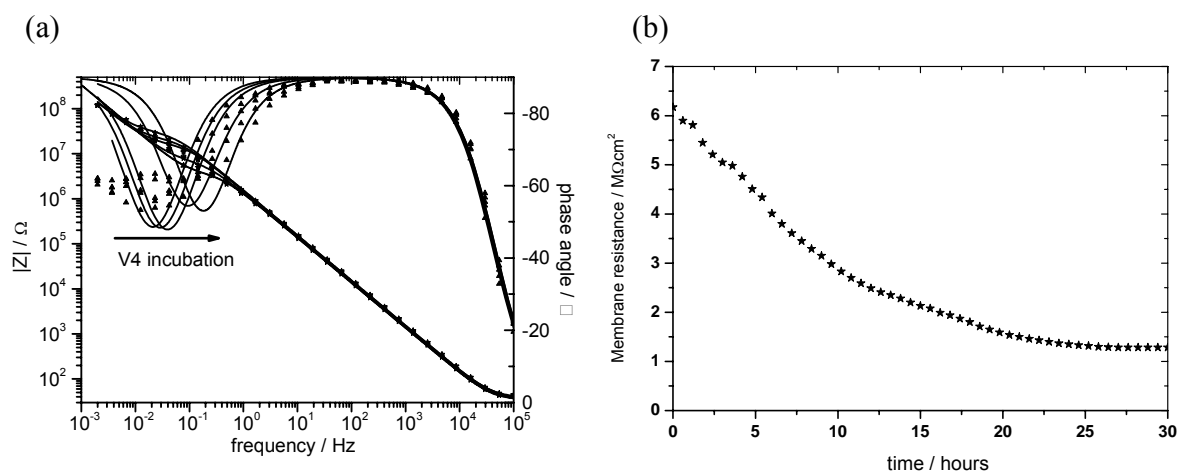 (a)
(b)
|Z| / Ω
10⁸
10⁷
10⁶
10⁵
10⁴
10³
10²
V4 incubation
10⁻³ 10⁻² 10⁻¹ 10⁰ 10¹ 10² 10³ 10⁴ 10⁵
frequency / Hz
-80
-60
-40
-20
0
phase angle / □
Membrane resistance / MΩcm²
7
6
5
4
3
2
1
0
0 5 10 15 20 25 30
time / hours